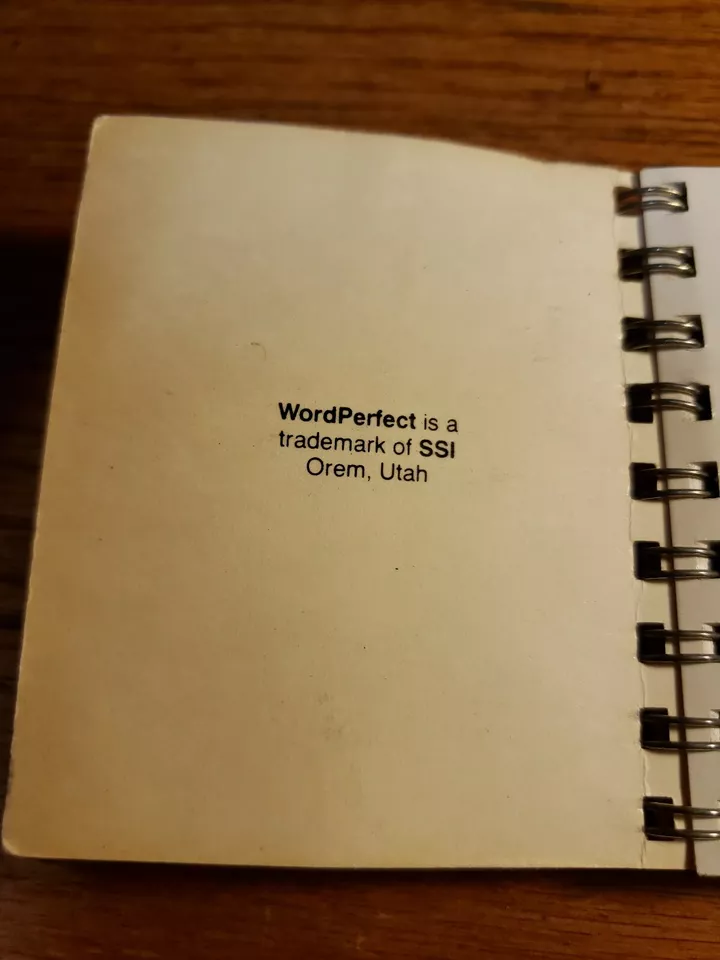 WordPerfect is a
trademark of SSI
Orem, Utah